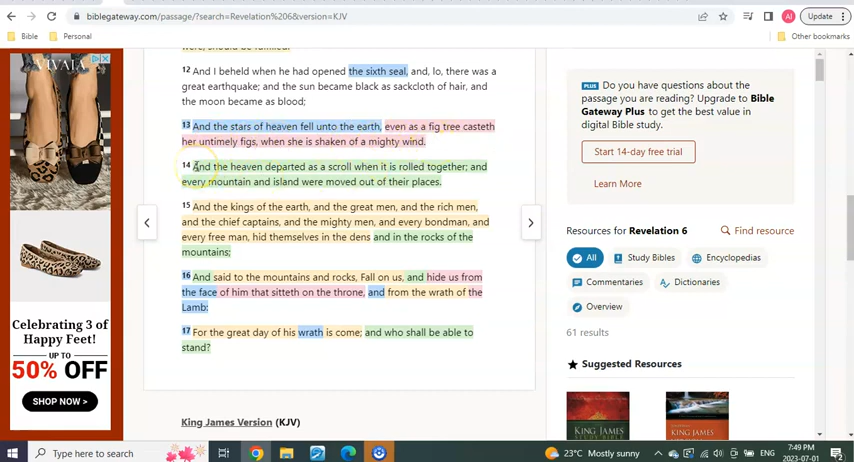 biblegateway.com/passage/?search=Revelation%206&version=KJV
AI
Update
Bible
Personal
Other bookmarks
VIVAIA
Celebrating 3 of
Happy Feet!
UP TO
50% OFF
SHOP NOW >
12 And I beheld when he had opened the sixth seal, and, lo, there was a
great earthquake; and the sun became black as sackcloth of hair, and
the moon became as blood;
13 And the stars of heaven fell unto the earth, even as a fig tree casteth
her untimely figs, when she is shaken of a mighty wind.
14 And the heaven departed as a scroll when it is rolled together; and
every mountain and island were moved out of their places.
15 And the kings of the earth, and the great men, and the rich men,
and the chief captains, and the mighty men, and every bondman, and
every free man, hid themselves in the dens and in the rocks of the
mountains;
16 And said to the mountains and rocks, Fall on us, and hide us from
the face of him that sitteth on the throne, and from the wrath of the
Lamb:
17 For the great day of his wrath is come; and who shall be able to
stand?
King James Version (KJV)
PLUS Do you have questions about the
passage you are reading? Upgrade to Bible
Gateway Plus to get the best value in
digital Bible study.
Start 14-day free trial
Learn More
Resources for Revelation 6
Find resource
All
Study Bibles
Encyclopedias
Commentaries
Dictionaries
Overview
61 results
Suggested Resources
KING JAMES
KING JAMES
Type here to search
23°C Mostly sunny
ENG
7:49 PM
2023-07-01
2